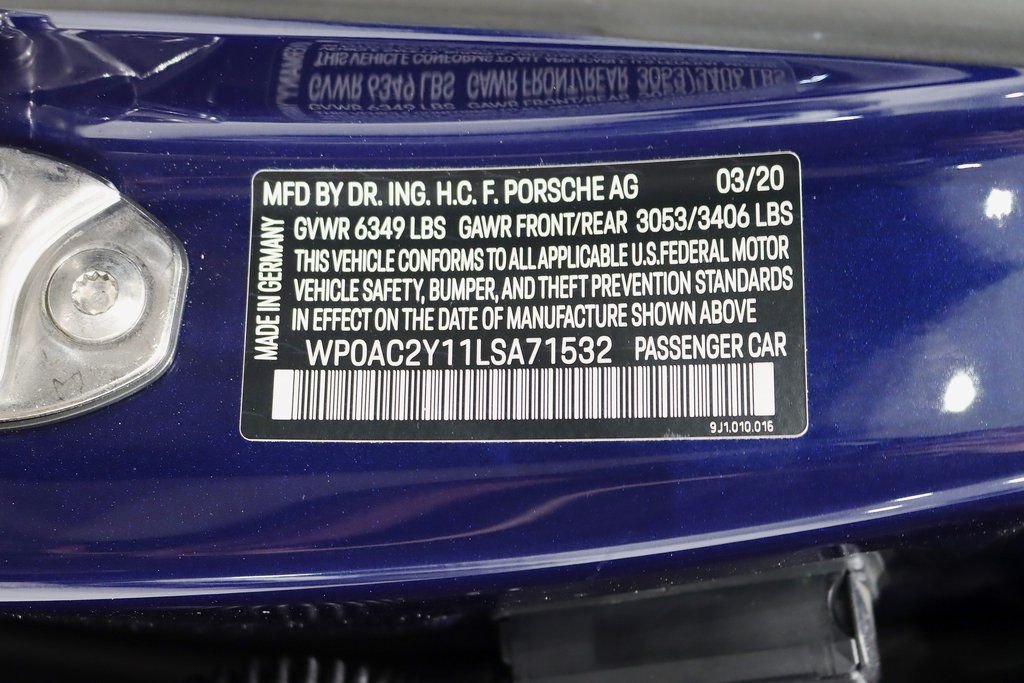 MFD BY DR. ING. H.C. F. PORSCHE AG 03/20
GVWR 6349 LBS GAWR FRONT/REAR 3053/3406 LBS
THIS VEHICLE CONFORMS TO ALL APPLICABLE U.S.FEDERAL MOTOR
VEHICLE SAFETY, BUMPER, AND THEFT PREVENTION STANDARDS
IN EFFECT ON THE DATE OF MANUFACTURE SHOWN ABOVE
WP0AC2Y11LSA71532 PASSENGER CAR
9J1.010.016
MADE IN GERMANY